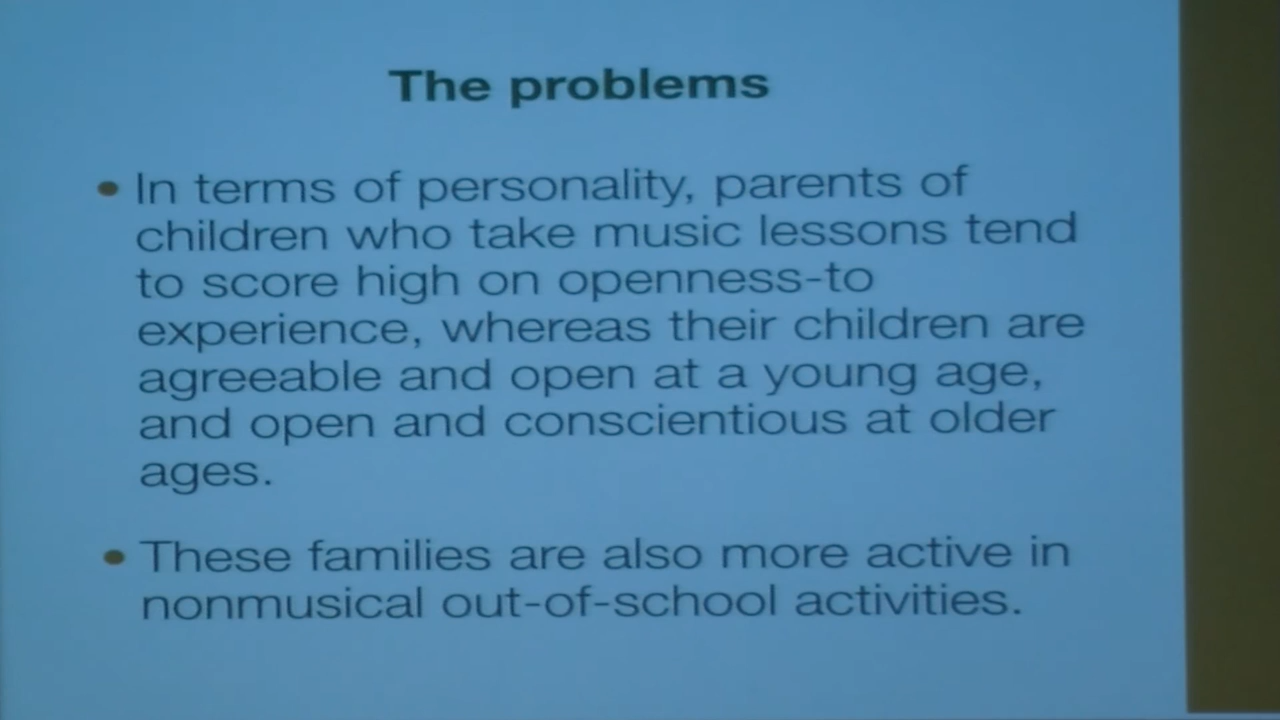 The problems
• In terms of personality, parents of
children who take music lessons tend
to score high on openness-to
experience, whereas their children are
agreeable and open at a young age,
and open and conscientious at older
ages.
• These families are also more active in
nonmusical out-of-school activities.